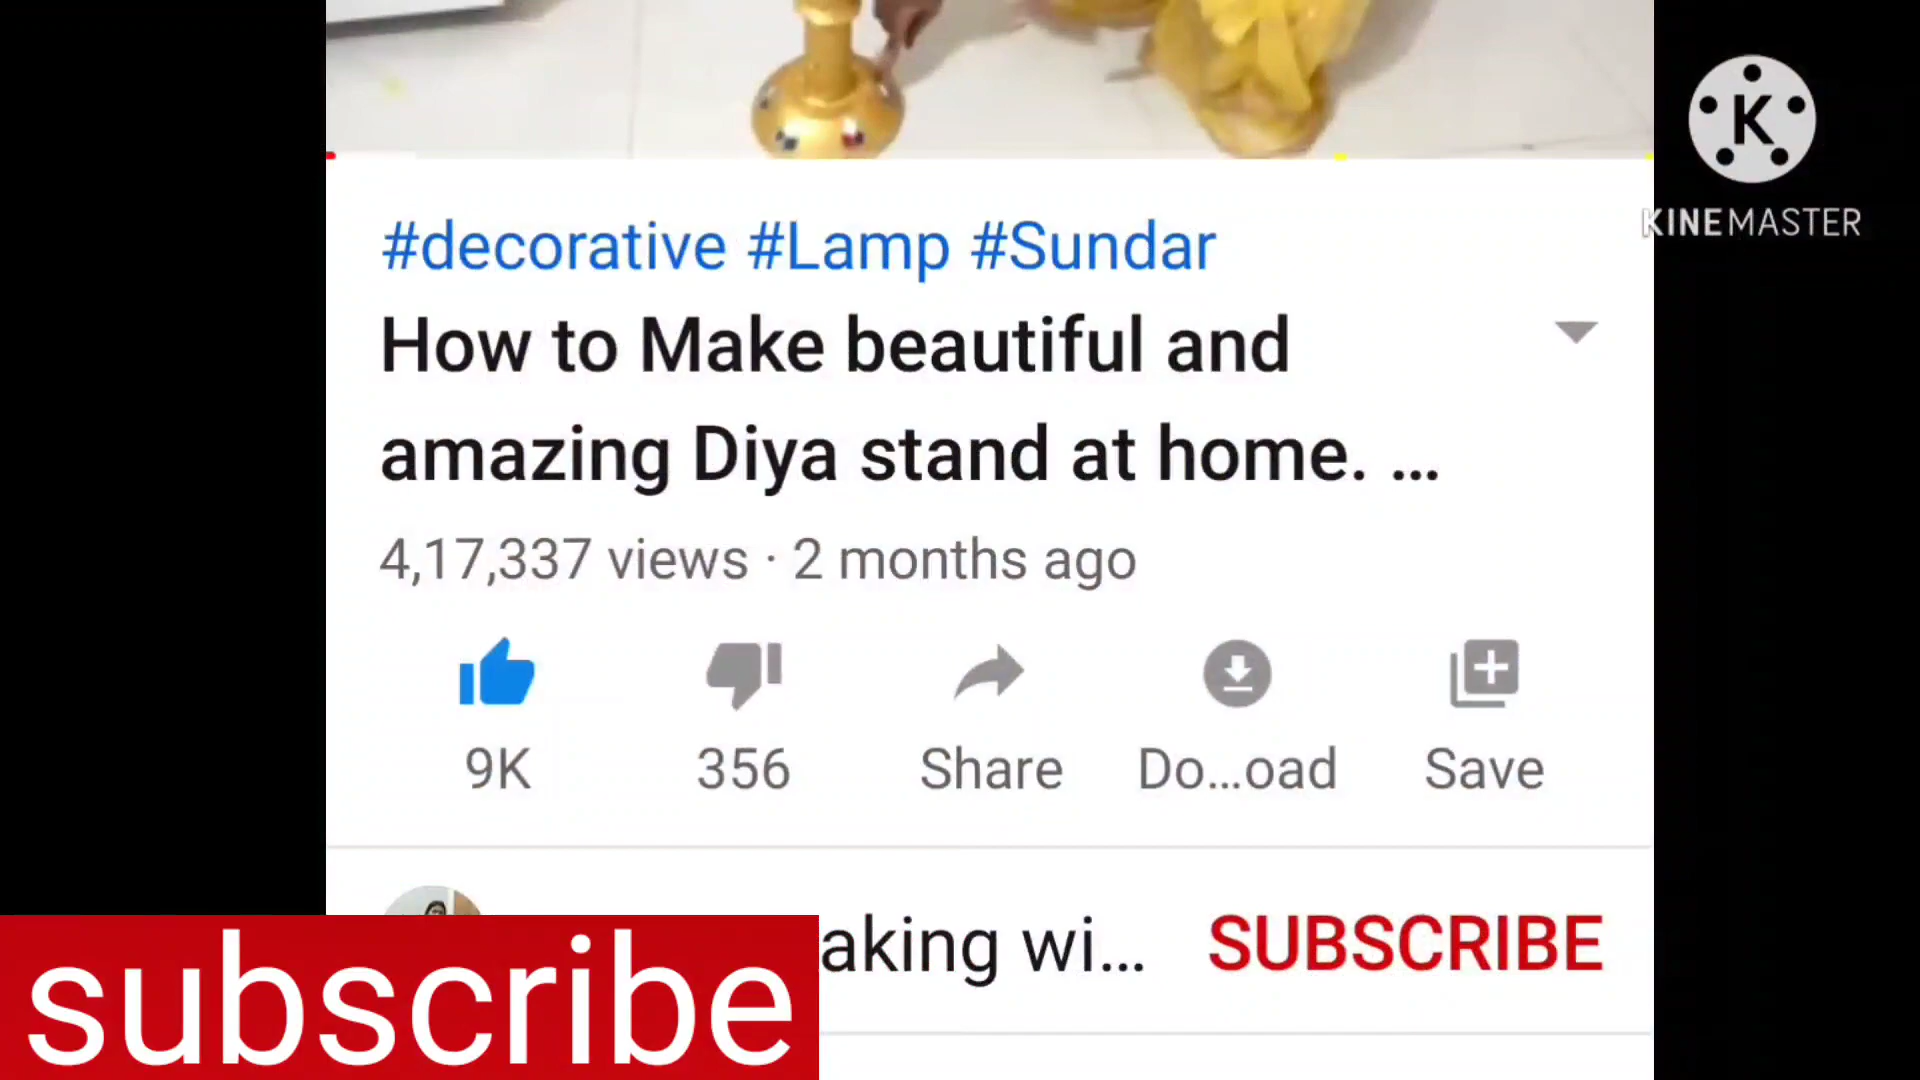 K
KINEMASTER
#decorative #Lamp #Sundar
How to Make beautiful and
amazing Diya stand at home. ...
4,17,337 views · 2 months ago
9K 356 Share Do...oad Save
aking wi... SUBSCRIBE
subscribe